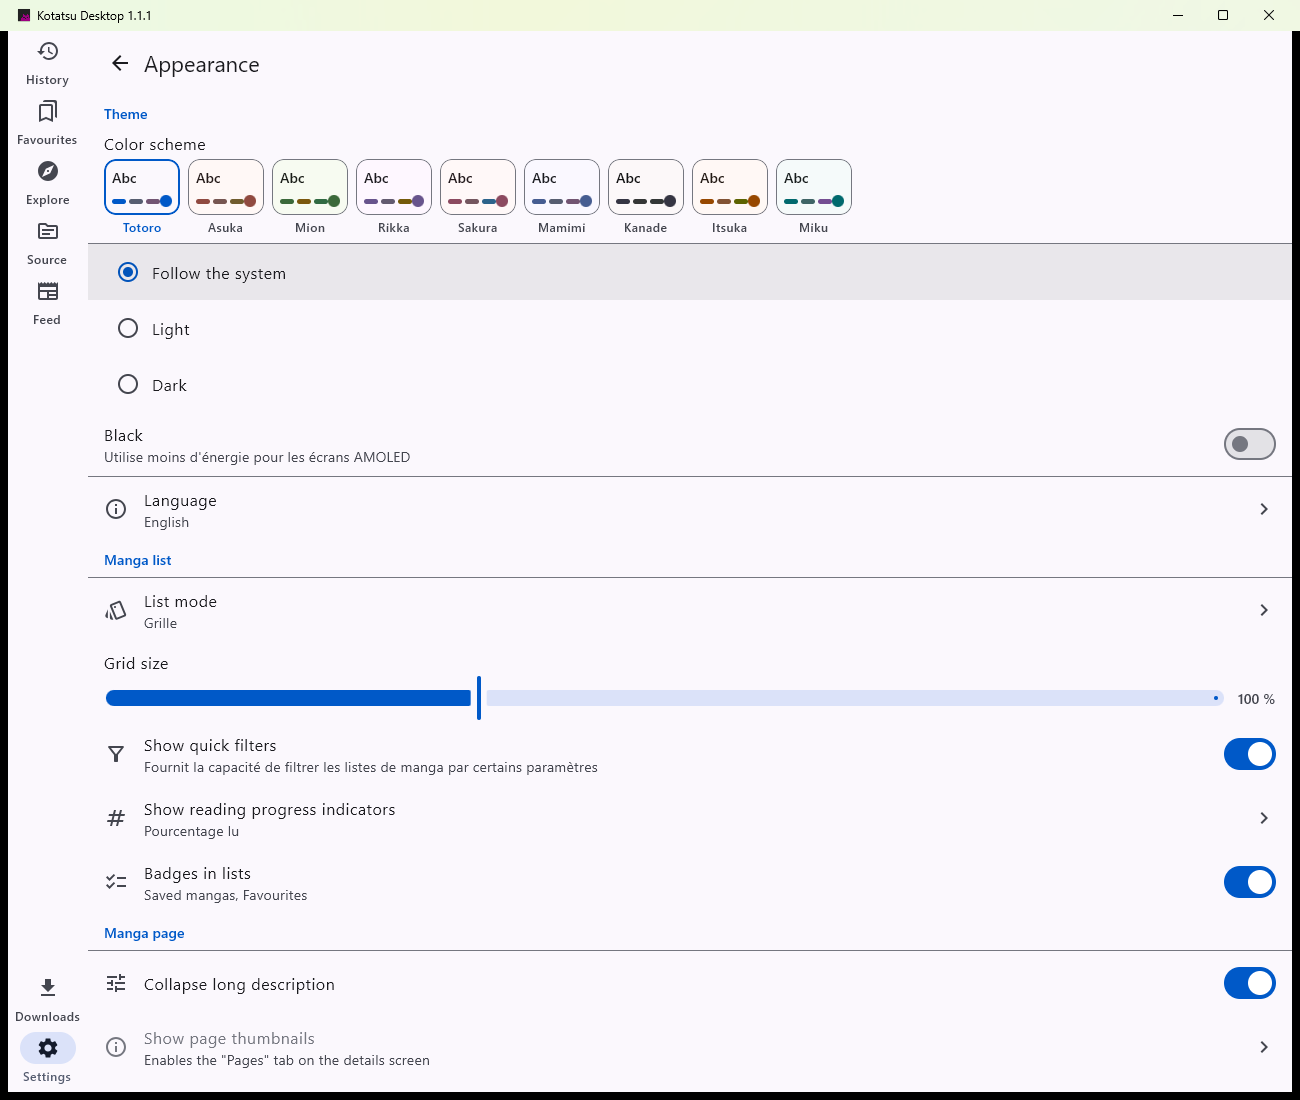 Kotatsu Desktop 1.1.1
History
Favourites
Explore
Source
Feed
Downloads
Settings
Appearance
Theme
Color scheme
Abc Abc Abc Abc Abc Abc Abc Abc Abc
Totoro Asuka Mion Rikka Sakura Mamimi Kanade Itsuka Miku
Follow the system
Light
Dark
Black
Utilise moins d'énergie pour les écrans AMOLED
Language
English
Manga list
List mode
Grille
Grid size
100 %
Show quick filters
Fournit la capacité de filtrer les listes de manga par certains paramètres
Show reading progress indicators
Pourcentage lu
Badges in lists
Saved mangas, Favourites
Manga page
Collapse long description
Show page thumbnails
Enables the "Pages" tab on the details screen